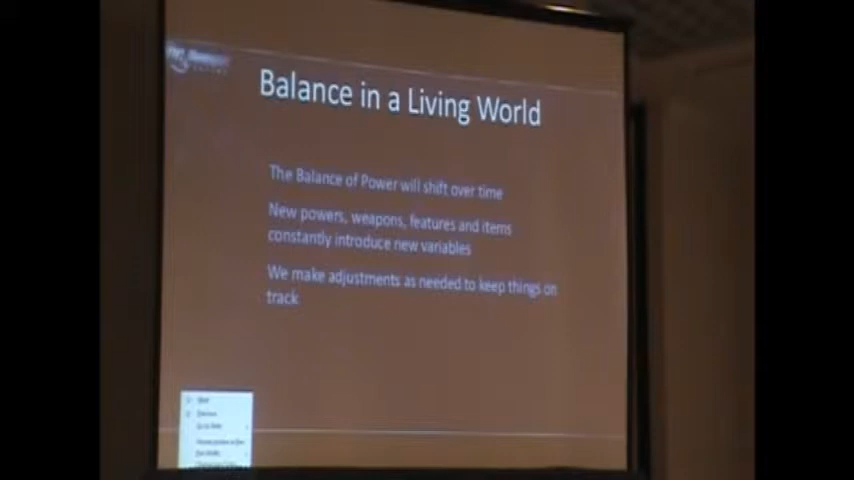 Balance in a Living World
The Balance of Power will shift over time
New powers, weapons, features and items
constantly introduce new variables
We make adjustments as needed to keep things on
track